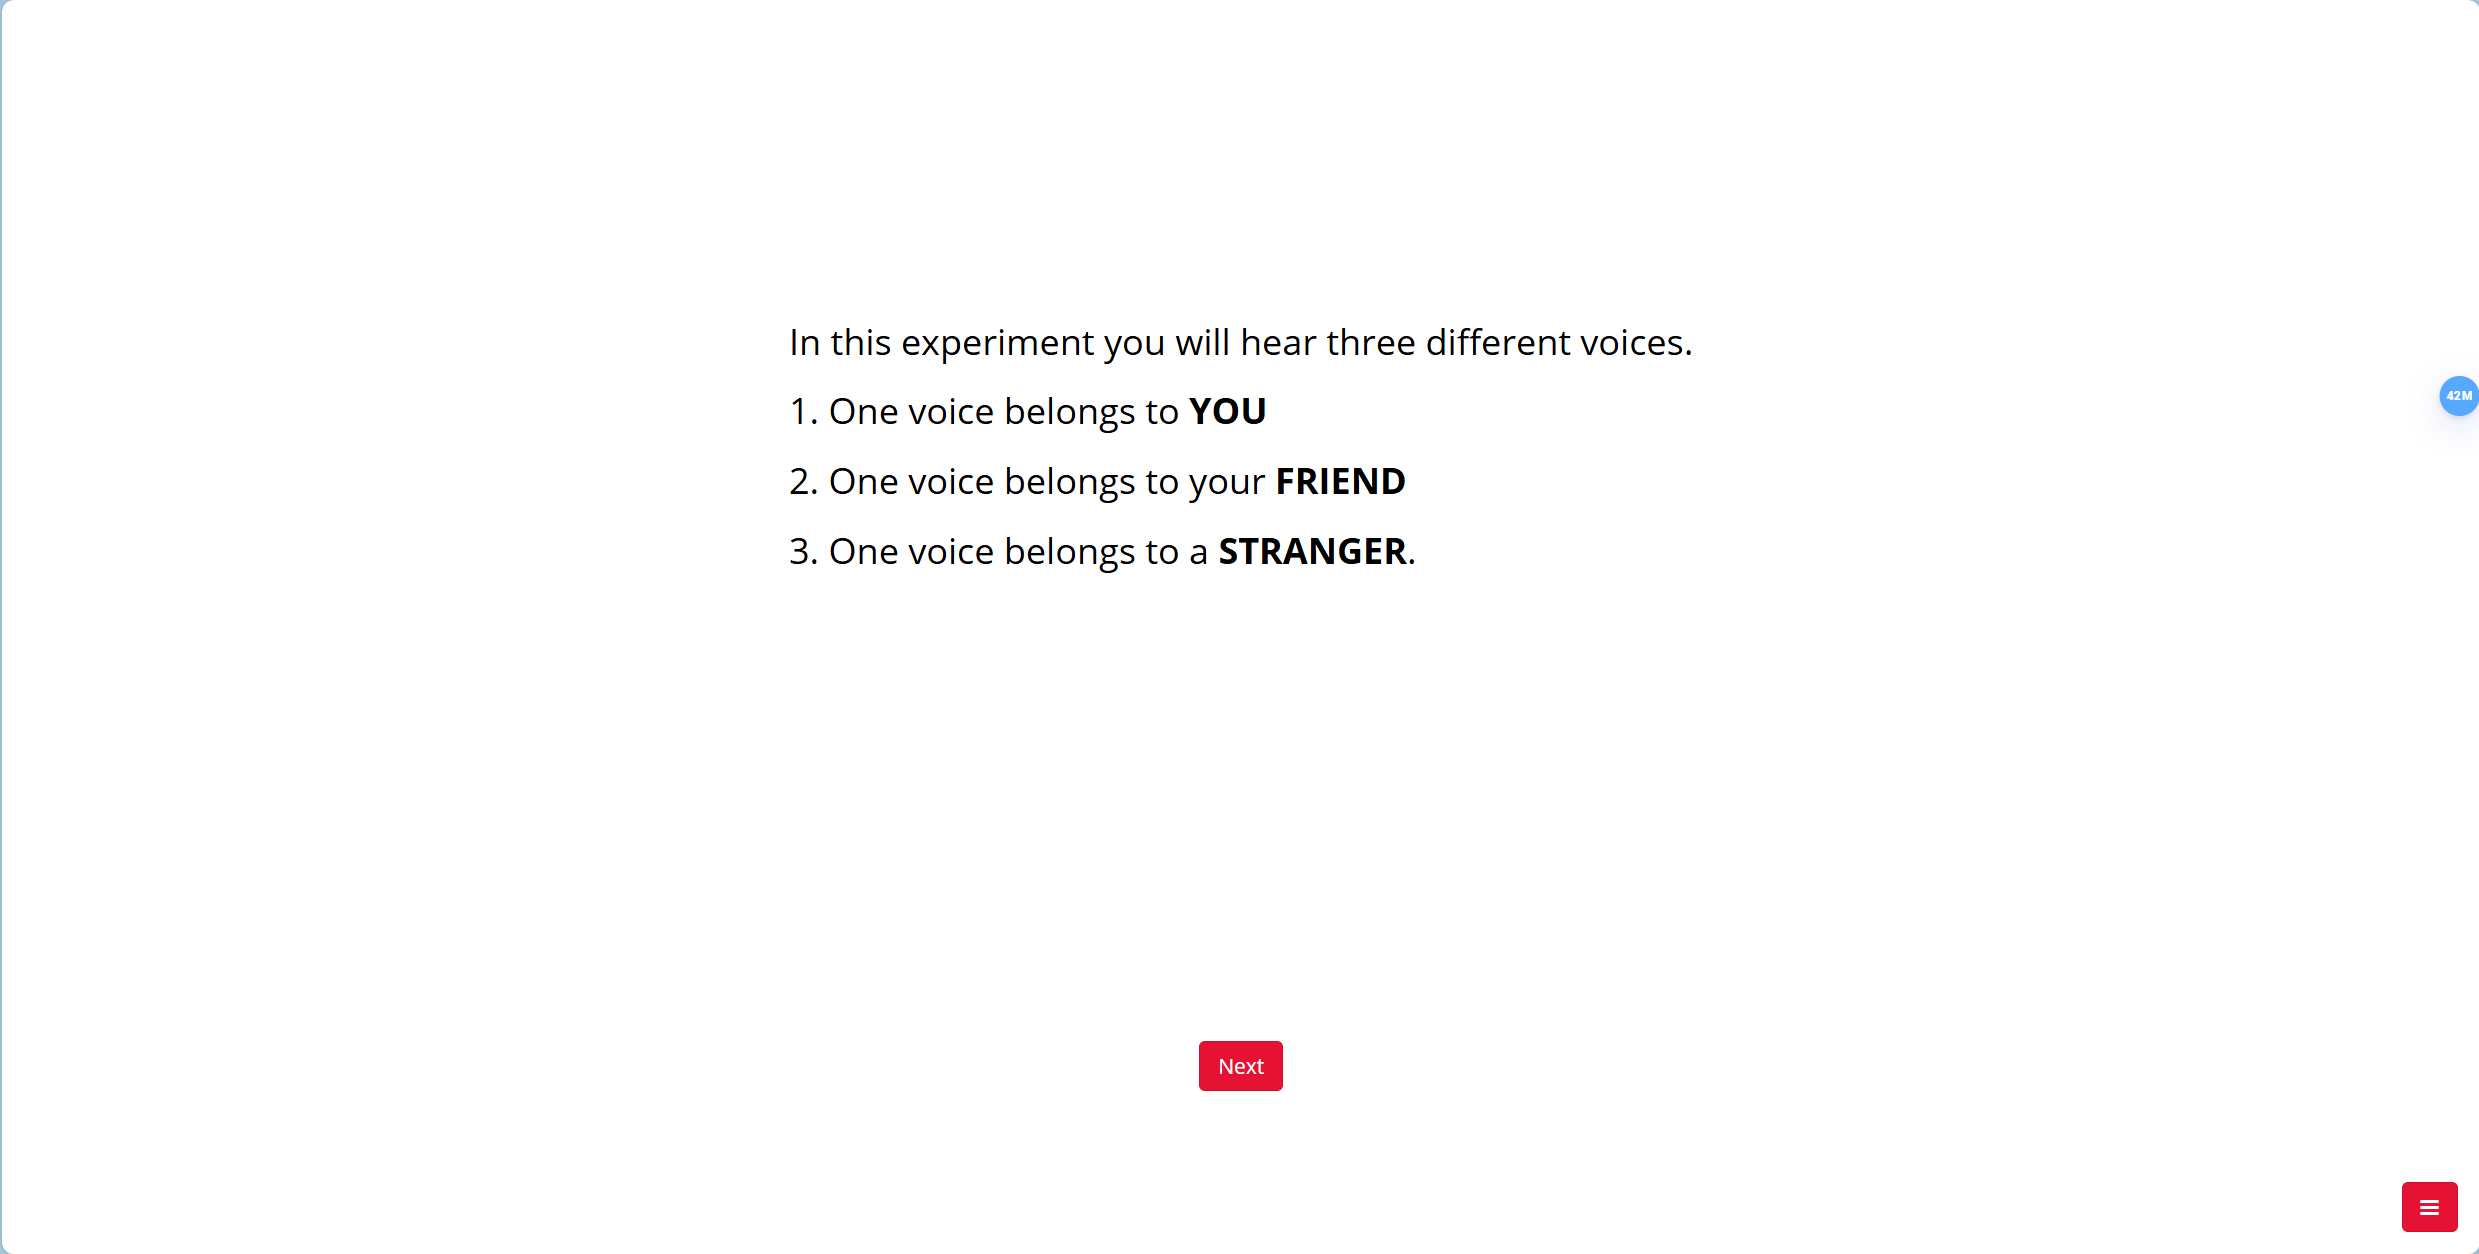 In this experiment you will hear three different voices.
1. One voice belongs to YOU
2. One voice belongs to your FRIEND
3. One voice belongs to a STRANGER.
42M
Next